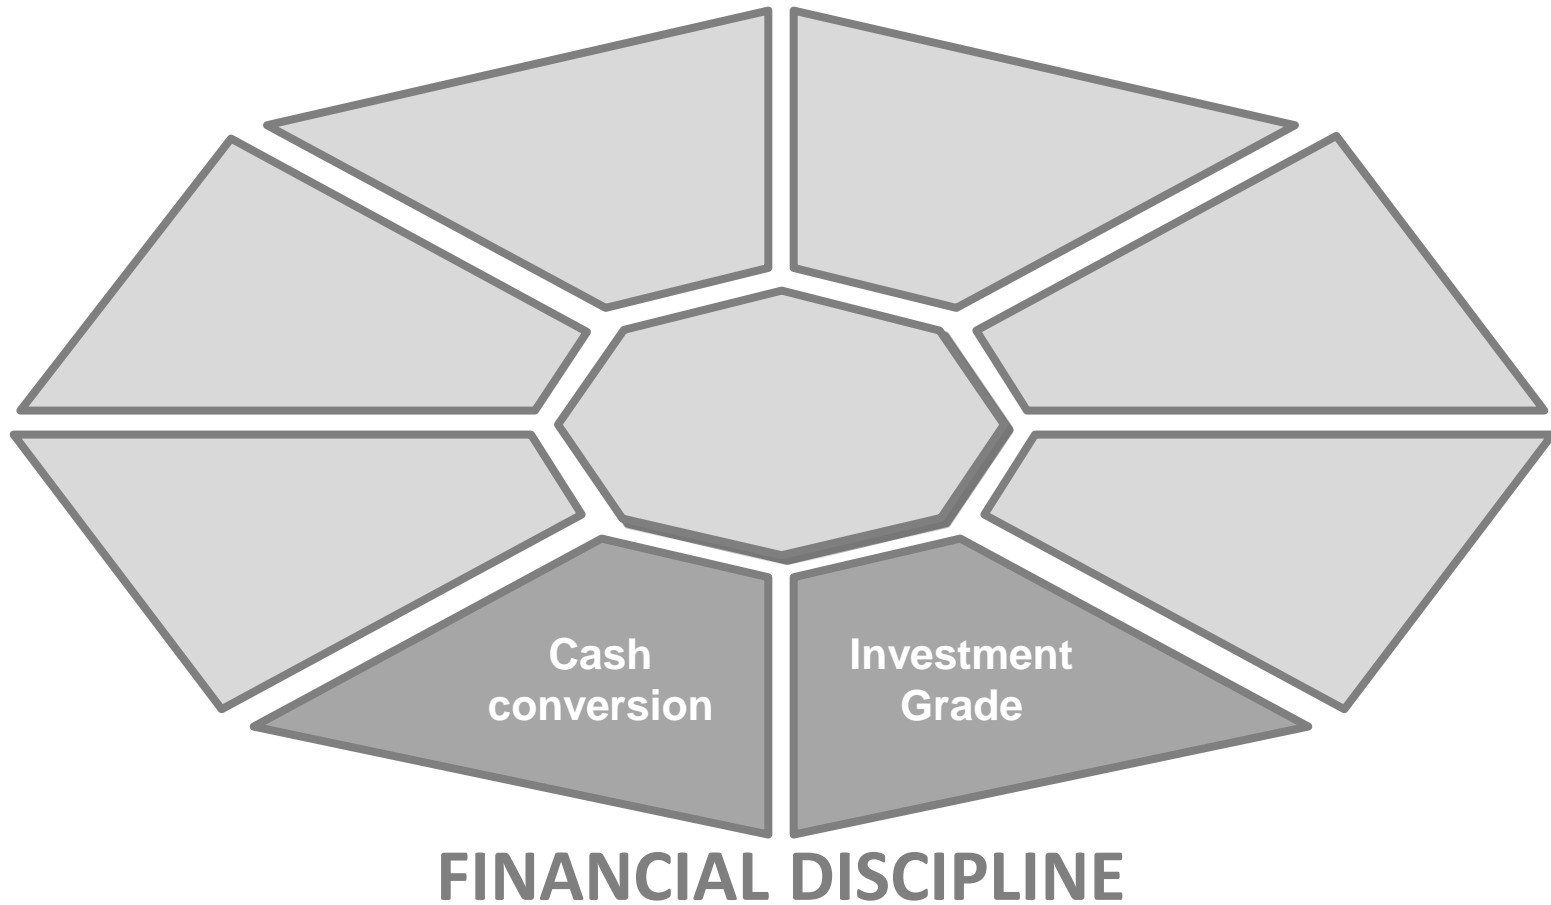 Cash
conversion
Investment
Grade
FINANCIAL DISCIPLINE